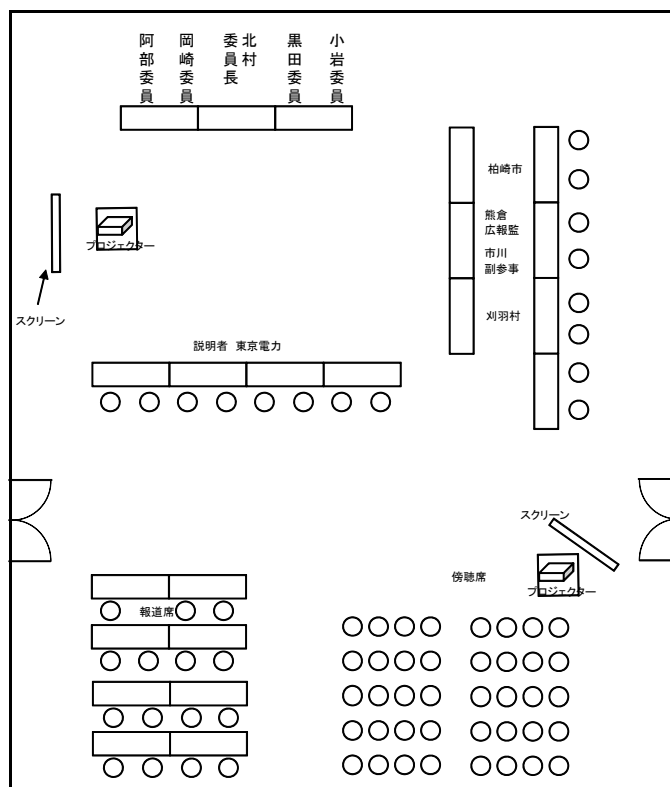 阿部委員
岡崎委員
北村
委員長
黒田委員
小岩委員
柏崎市
熊倉
広報監
市川
副参事
刈羽村
プロジェクター
スクリーン
説明者 東京電力
スクリーン
傍聴席
プロジェクター
報道席